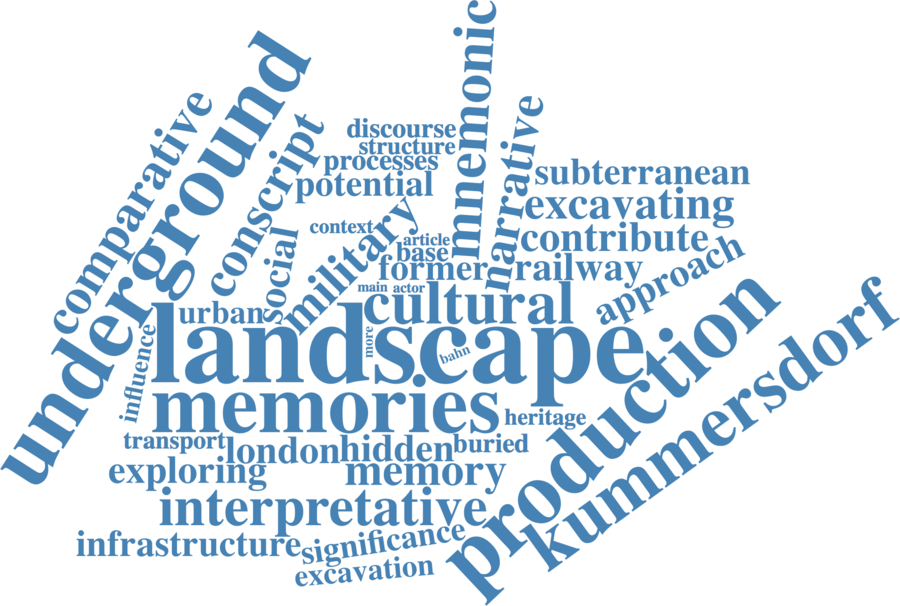 mnemonic
underground
comparative
conscript
discourse
structure
processes
potential
narrative
subterranean
excavating
contribute
context
article
military
social
base
former
railway
approach
main
actor
cultural
urban
landscape
more
bahn
influence
production
kummersdorf
memories
heritage
transport
london
hidden
buried
exploring
memory
interpretative
infrastructure
significance
excavation